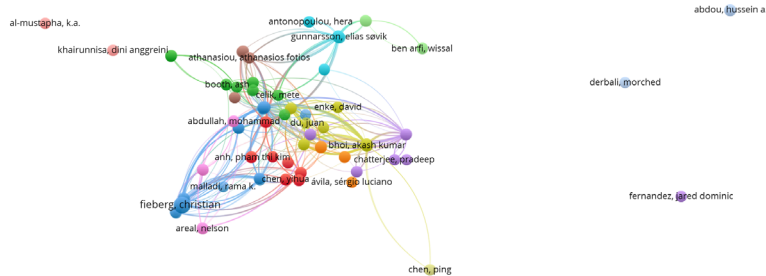 abdou, hussein a
al-mustapha, k.a.
antonopoulou, hera
gunnarsson, elias søvik
khairunnisa, dini anggreini
ben arfi, wissal
athanasiou, athanasios fotios
booth, ash
derbali, morched
celik, mete
enke, david
abdullah, mohammad
du, juan
bhoi, akash kumar
anh, pham thi kim
chatterjee, pradeep
chen, yihua
ávila, sérgio luciano
malladi, rama k.
fernandez, jared dominic
fieberg, christian
areal, nelson
chen, ping